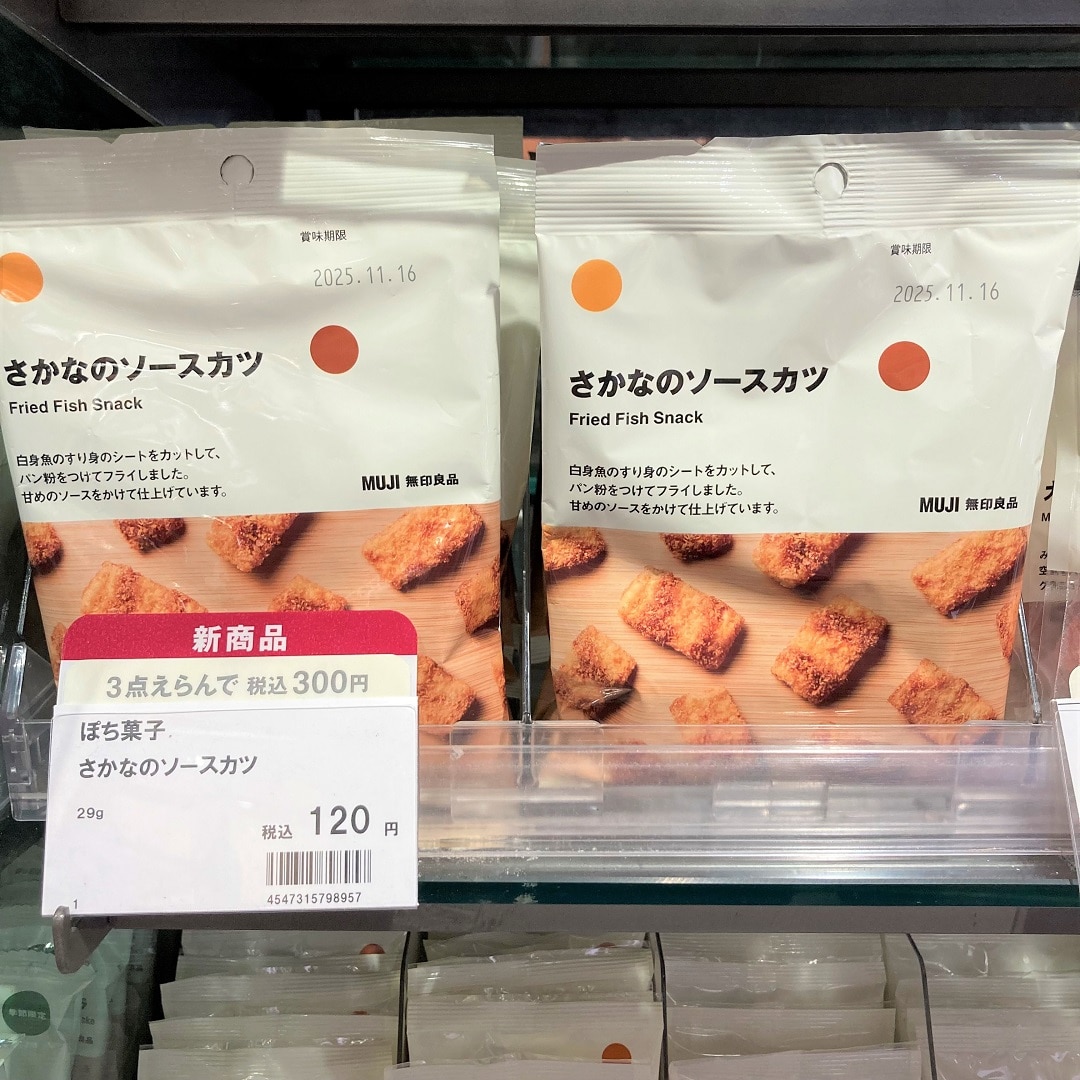 賞味期限
2025.11.16
さかなのソースカツ
Fried Fish Snack
白身魚のすり身のシートをカットして、
パン粉をつけてフライしました。
甘めのソースをかけて仕上げています。
MUJI 無印良品
賞味期限
2025.11.16
さかなのソースカツ
Fried Fish Snack
白身魚のすり身のシートをカットして、
パン粉をつけてフライしました。
甘めのソースをかけて仕上げています。
MUJI 無印良品
新商品
3点えらんで 税込300円
ぽち菓子
さかなのソースカツ
29g
税込 120 円
4547315798957
1
季節限定